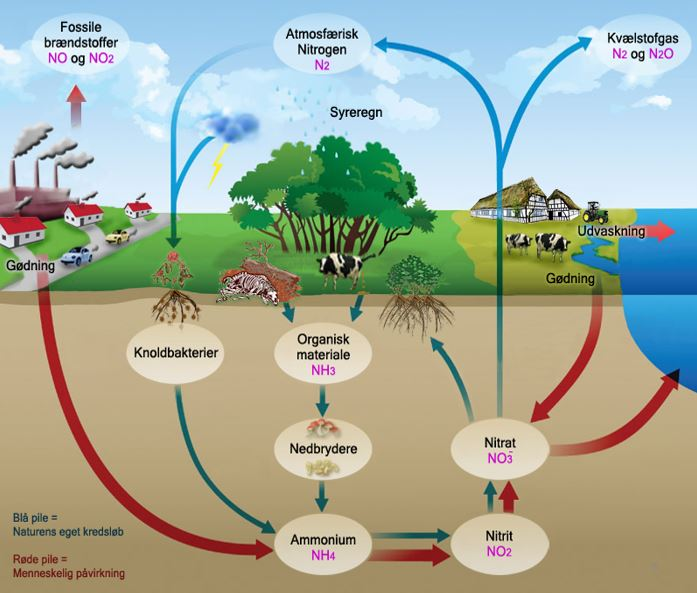 Fossile
brændstoffer
NO og NO2
Atmosfærisk
Nitrogen
N2
Kvælstofgas
N2 og N2O
Syreregn
Udvaskning
Gødning
Gødning
Knoldbakterier
Organisk
materiale
NH3
Nedbrydere
Nitrat
NO3-
Ammonium
NH4
Nitrit
NO2
Blå pile =
Naturens eget kredsløb
Røde pile =
Menneskelig påvirkning